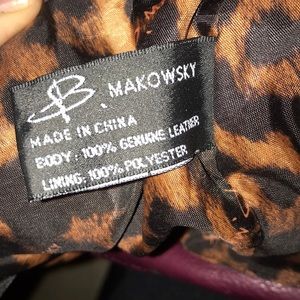 B. MAKOWSKY
MADE IN CHINA
BODY: 100% GENUINE LEATHER
LINING: 100% POLYESTER